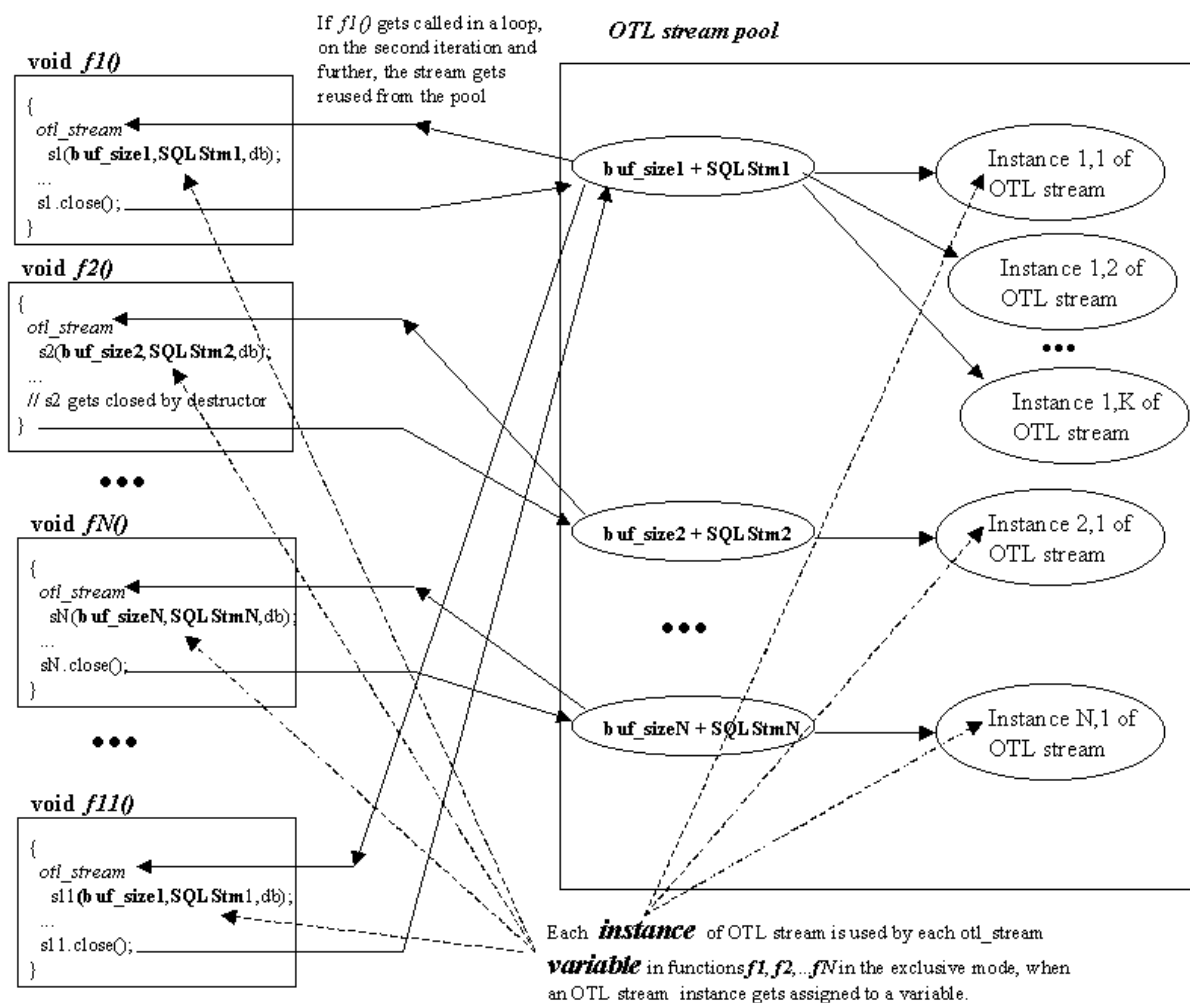 If f1() gets called in a loop,
on the second iteration and
further, the stream gets
reused from the pool
OTL stream pool
void f1()
{
otl_stream
s1(buf_size1,SQLStm1,db);
...
s1.close();
}
void f2()
{
otl_stream
s2(buf_size2,SQLStm2,db);
...
// s2 gets closed by destructor
}
•••
void fN()
{
otl_stream
sN(buf_sizeN,SQLStmN,db);
...
sN.close();
}
•••
void f11()
{
otl_stream
s11(buf_size1,SQLStm1,db);
...
s11.close();
}
buf_size1 + SQLStm1
buf_size2 + SQLStm2
•••
buf_sizeN + SQLStmN
Instance 1,1 of
OTL stream
Instance 1,2 of
OTL stream
•••
Instance 1,K of
OTL stream
Instance 2,1 of
OTL stream
Instance N,1 of
OTL stream
Each instance of OTL stream is used by each otl_stream
variable in functions f1, f2,...fN in the exclusive mode, when
an OTL stream instance gets assigned to a variable.